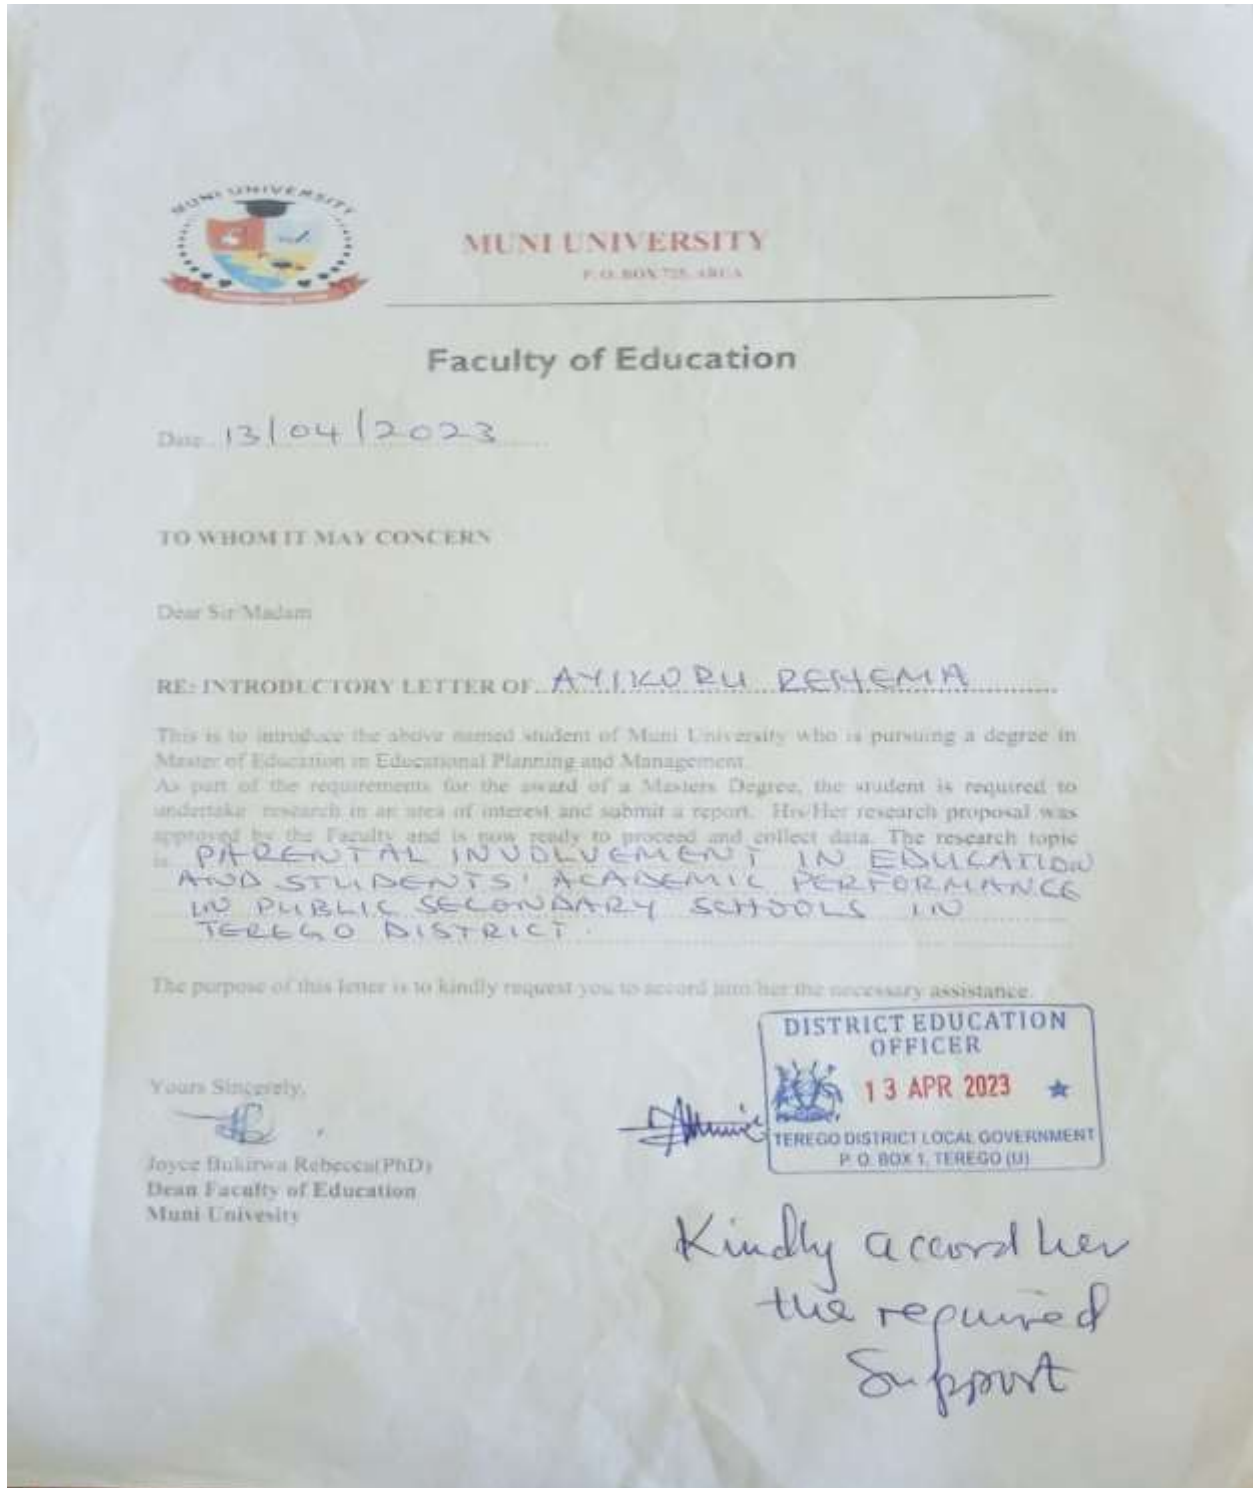 MUNI UNIVERSITY
MUNI UNIVERSITY
P. O. BOX 725, ARUA
Faculty of Education
Date 13/04/2023
TO WHOM IT MAY CONCERN
Dear Sir/Madam
RE: INTRODUCTORY LETTER OF AYIKORU REHEMA
This is to introduce the above named student of Muni University who is pursuing a degree in
Master of Education in Educational Planning and Management.
As part of the requirements for the award of a Masters Degree, the student is required to
undertake research in an area of interest and submit a report. His/Her research proposal was
approved by the Faculty and is now ready to proceed and collect data. The research topic
is PARENTAL INVOLVEMENT IN EDUCATION
AND STUDENTS' ACADEMIC PERFORMANCE
IN PUBLIC SECONDARY SCHOOLS IN
TEREGO DISTRICT.
The purpose of this letter is to kindly request you to accord him/her the necessary assistance.
DISTRICT EDUCATION
OFFICER
13 APR 2023
TEREGO DISTRICT LOCAL GOVERNMENT
P. O. BOX 1, TEREGO (U)
Yours Sincerely,
Joyce Bukirwa Rebecca(PhD)
Dean Faculty of Education
Muni Univesity
Kindly accord her
the required
Support